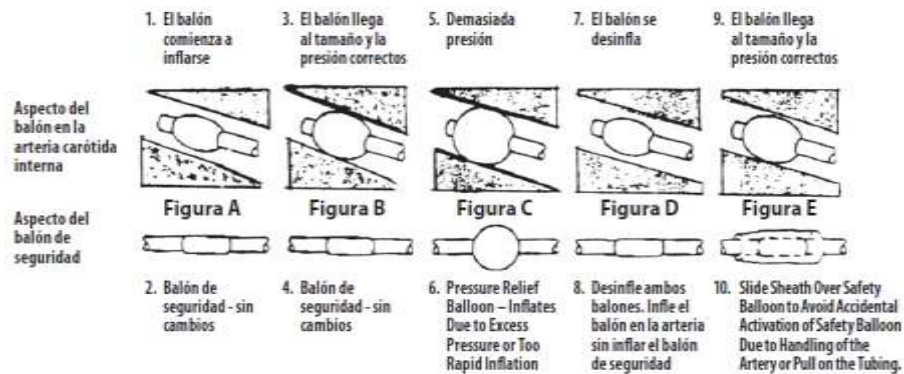 1. El balón
comienza a
inflarse
3. El balón llega
al tamaño y la
presión correctos
5. Demasiada
presión
7. El balón se
desinfla
9. El balón llega
al tamaño y la
presión correctos
Aspecto del
balón en la
arteria carótida
interna
Figura A
Figura B
Figura C
Figura D
Figura E
Aspecto del
balón de
seguridad
2. Balón de
seguridad - sin
cambios
4. Balón de
seguridad - sin
cambios
6. Pressure Relief
Balloon – Inflates
Due to Excess
Pressure or Too
Rapid Inflation
8. Desinfle ambos
balones. Infle el
balón en la arteria
sin inflar el balón
de seguridad
10. Slide Sheath Over Safety
Balloon to Avoid Accidental
Activation of Safety Balloon
Due to Handling of the
Artery or Pull on the Tubing.